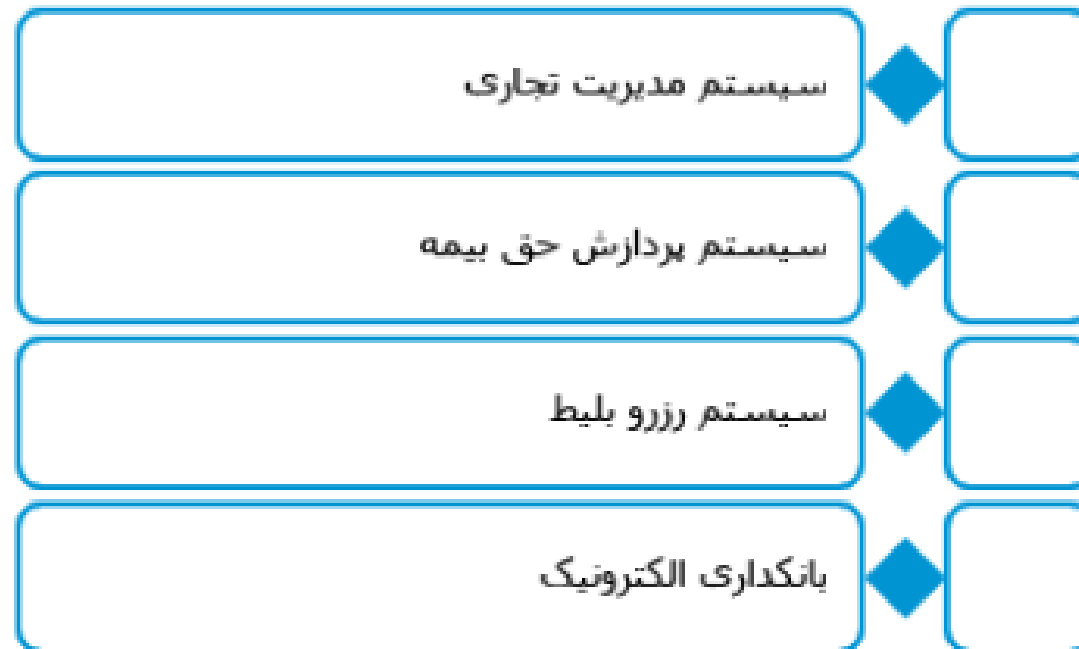 سیستم مدیریت تجاری
سیستم پردازش حق بیمه
سیستم رزرو بلیط
بانکداری الکترونیک